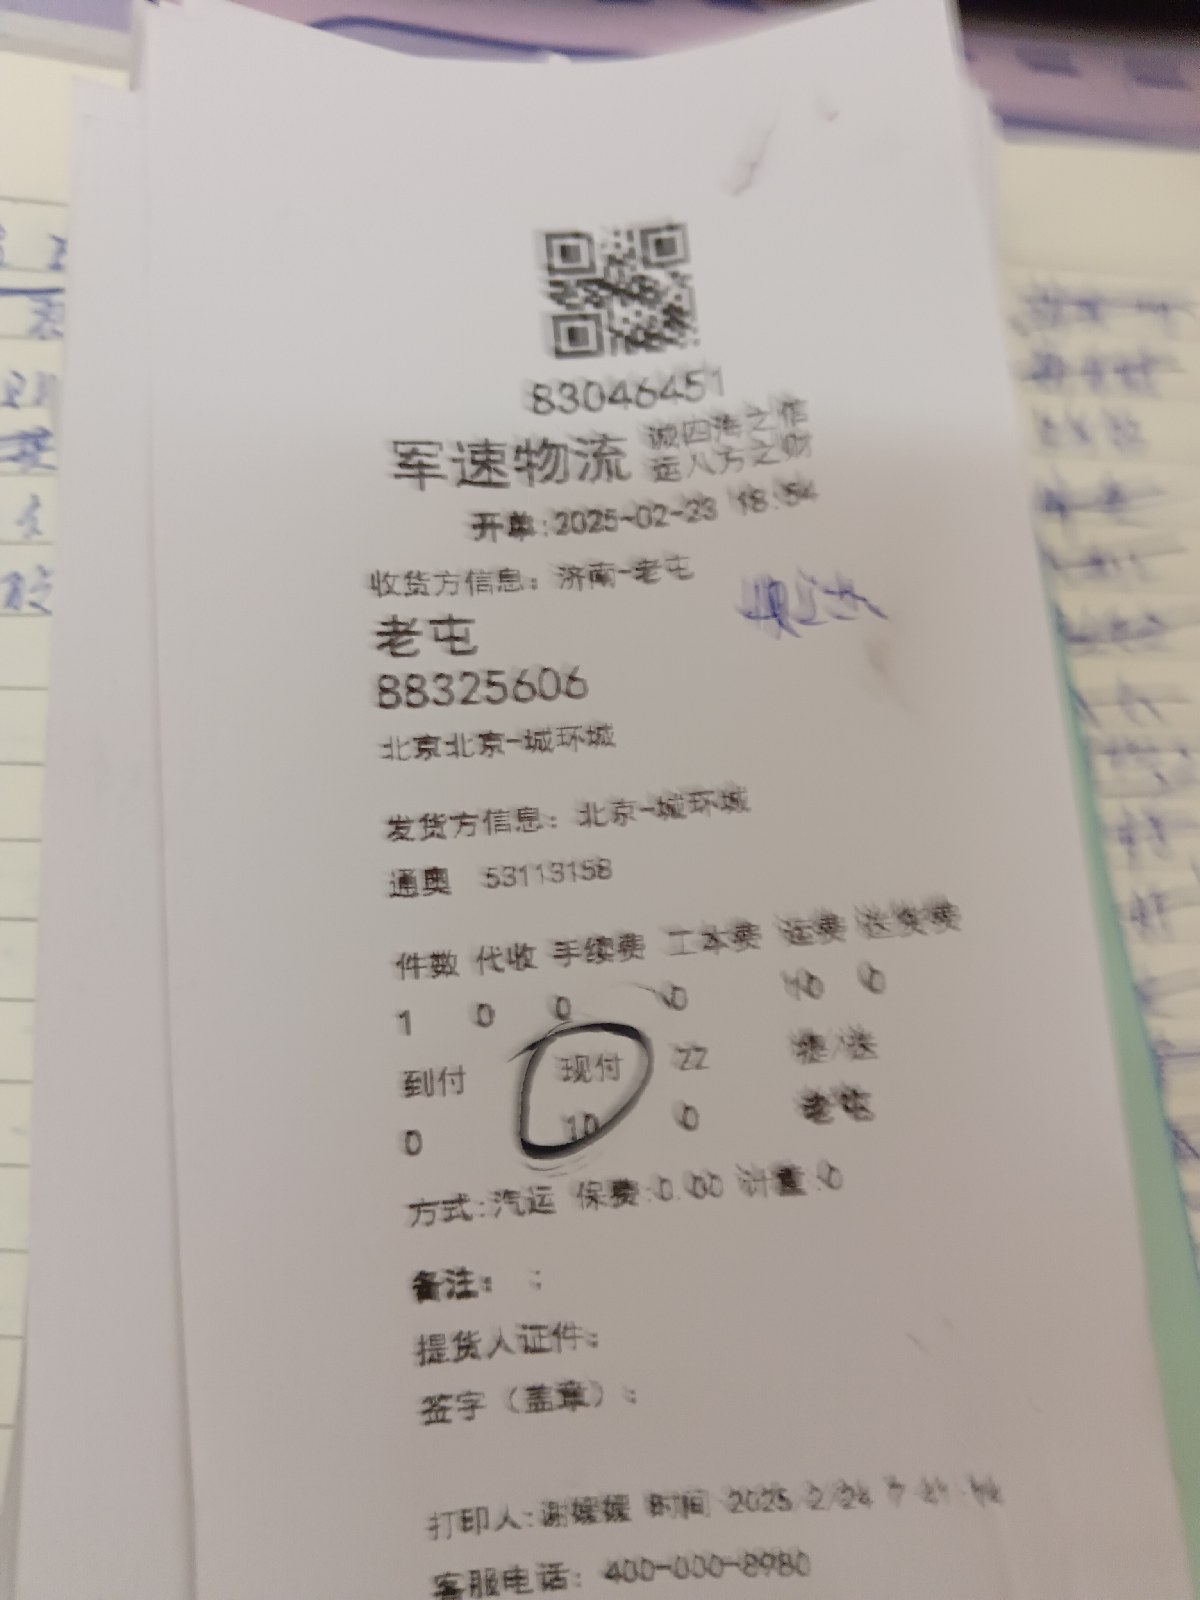 83046451
军速物流 诚四海之信
运八方之财
开单:2025-02-23 18:54
收货方信息：济南-老屯
老屯
88325606
北京北京-城环城
发货方信息：北京-城环城
通奥 53113158
件数 代收 手续费 工本费 运费 送货费
1 0 0 0 10 0
到付 现付 22 提/送
0 10 0 老屯
方式:汽运 保费:0.00 计重:0
备注： ;
提货人证件:
签字（盖章）:
打印人:谢媛媛 时间 2025/2/24
客服电话：400-000-8980